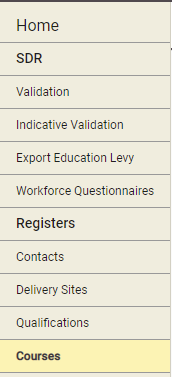 Home
SDR
Validation
Indicative Validation
Export Education Levy
Workforce Questionnaires
Registers
Contacts
Delivery Sites
Qualifications
Courses